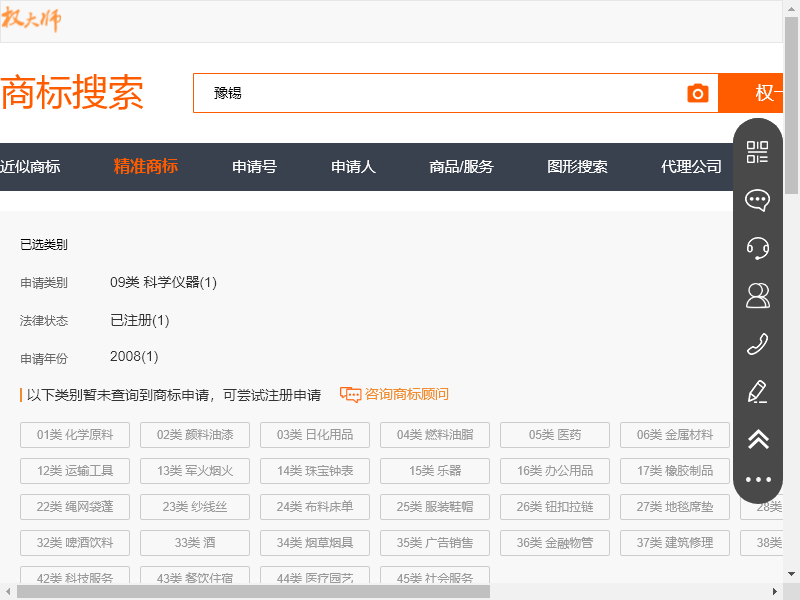 权大师
商标搜索
豫锡
权一
近似商标 精准商标 申请号 申请人 商品/服务 图形搜索 代理公司
已选类别
申请类别 09类 科学仪器(1)
法律状态 已注册(1)
申请年份 2008(1)
以下类别暂未查询到商标申请，可尝试注册申请 咨询商标顾问
01类 化学原料 02类 颜料油漆 03类 日化用品 04类 燃料油脂 05类 医药 06类 金属材料
12类 运输工具 13类 军火烟火 14类 珠宝钟表 15类 乐器 16类 办公用品 17类 橡胶制品
22类 绳网袋蓬 23类 纱线丝 24类 布料床单 25类 服装鞋帽 26类 钮扣拉链 27类 地毯席垫 28类
32类 啤酒饮料 33类 酒 34类 烟草烟具 35类 广告销售 36类 金融物管 37类 建筑修理 38类
42类 科技服务 43类 餐饮住宿 44类 医疗园艺 45类 社会服务